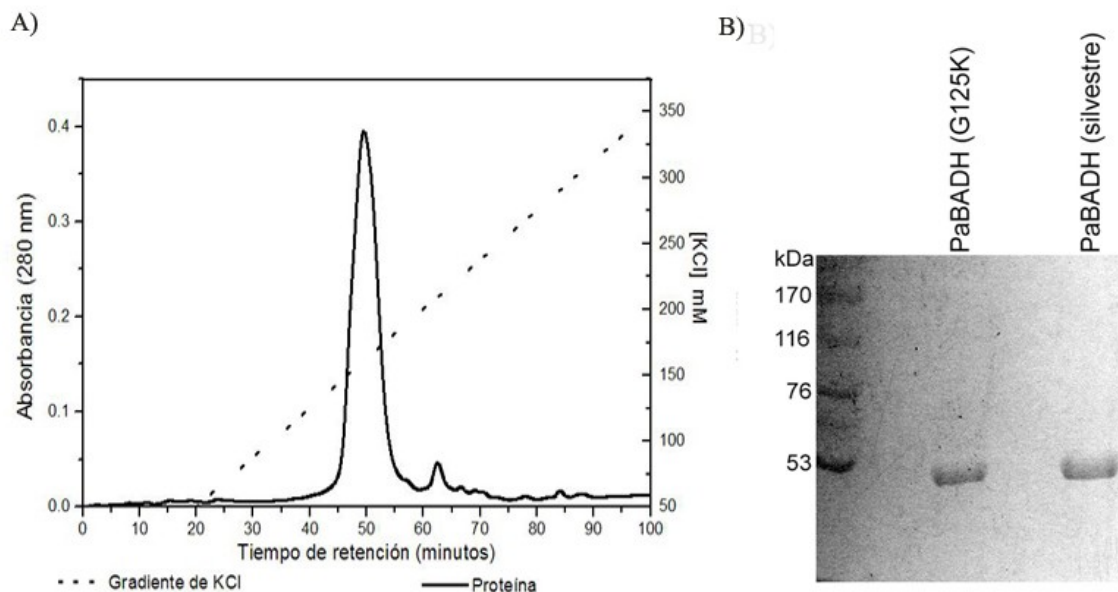 A)
0.4
0.3
0.2
0.1
0.0
Absorbancia (280 nm)
350
300
250
200
150
100
50
[KCl] mM
0 10 20 30 40 50 60 70 80 90 100
Tiempo de retención (minutos)
Gradiente de KCl
Proteína
B) B)
PaBADH (G125K)
PaBADH (silvestre)
kDa
170
116
76
53